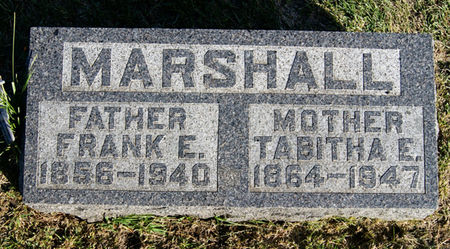 MARSHALL
FATHER
FRANK E.
1856-1940
MOTHER
TABITHA E.
1864-1947